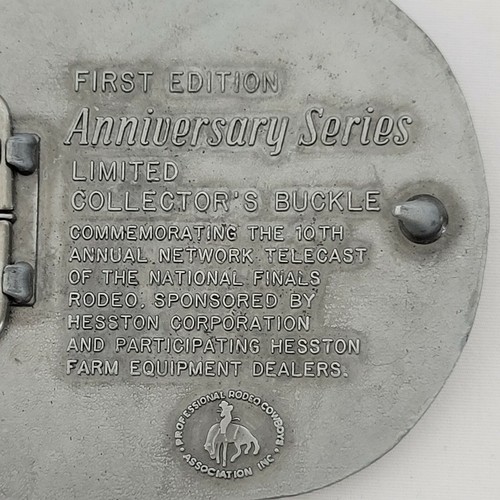 FIRST EDITION
Anniversary Series
LIMITED
COLLECTOR'S BUCKLE
COMMEMORATING THE 10TH
ANNUAL NETWORK TELECAST
OF THE NATIONAL FINALS
RODEO. SPONSORED BY
HESSTON CORPORATION
AND PARTICIPATING HESSTON
FARM EQUIPMENT DEALERS.
PROFESSIONAL RODEO COWBOYS
ASSOCIATION INC